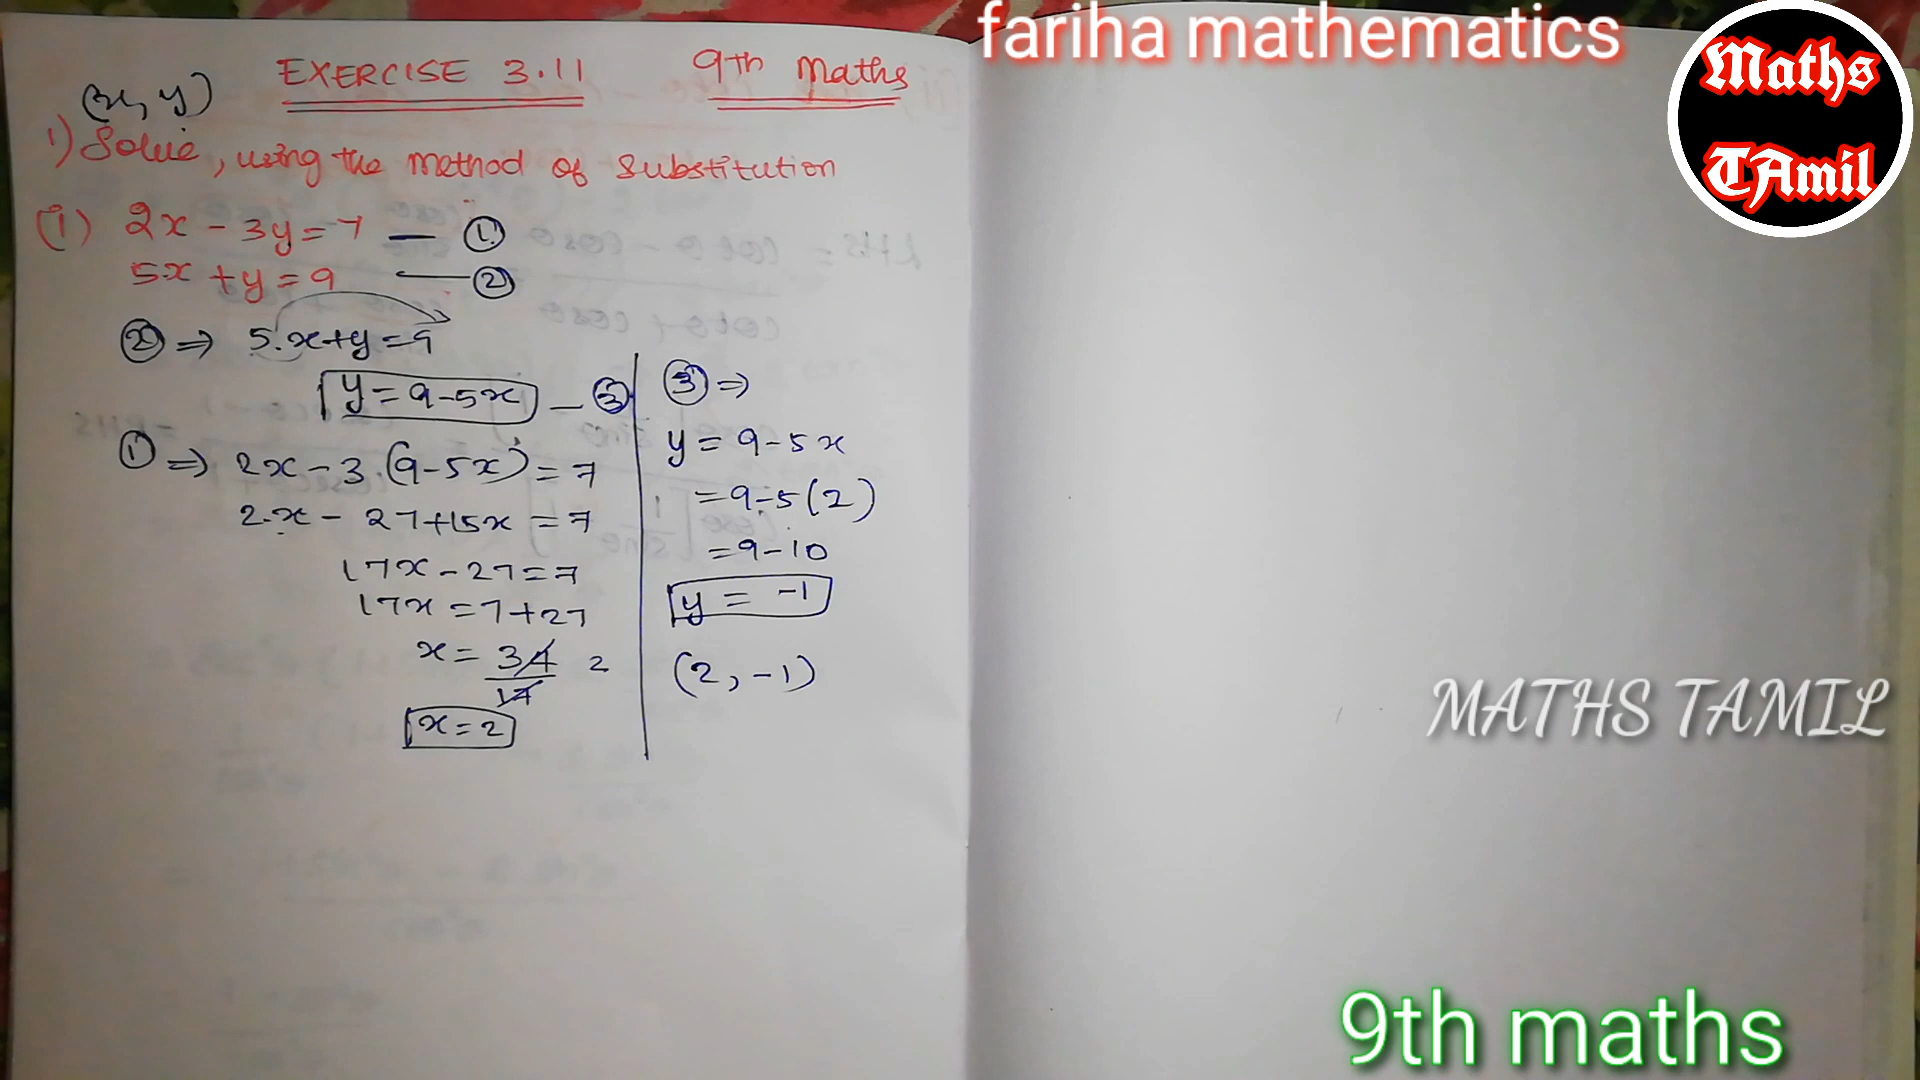 fariha mathematics
Maths
TAmil
EXERCISE 3.11 9th Maths
(x, y)
1) Solve, using the method of substitution
(1) 2x - 3y = 7 — ①
5x + y = 9 — ②
② ⇒ 5x + y = 9
y = 9 - 5x — ③
① ⇒ 2x - 3(9 - 5x) = 7
2x - 27 + 15x = 7
17x - 27 = 7
17x = 7 + 27
x = 34/17 2
x = 2
③ ⇒
y = 9 - 5x
= 9 - 5(2)
= 9 - 10
y = -1
(2, -1)
MATHS TAMIL
9th maths